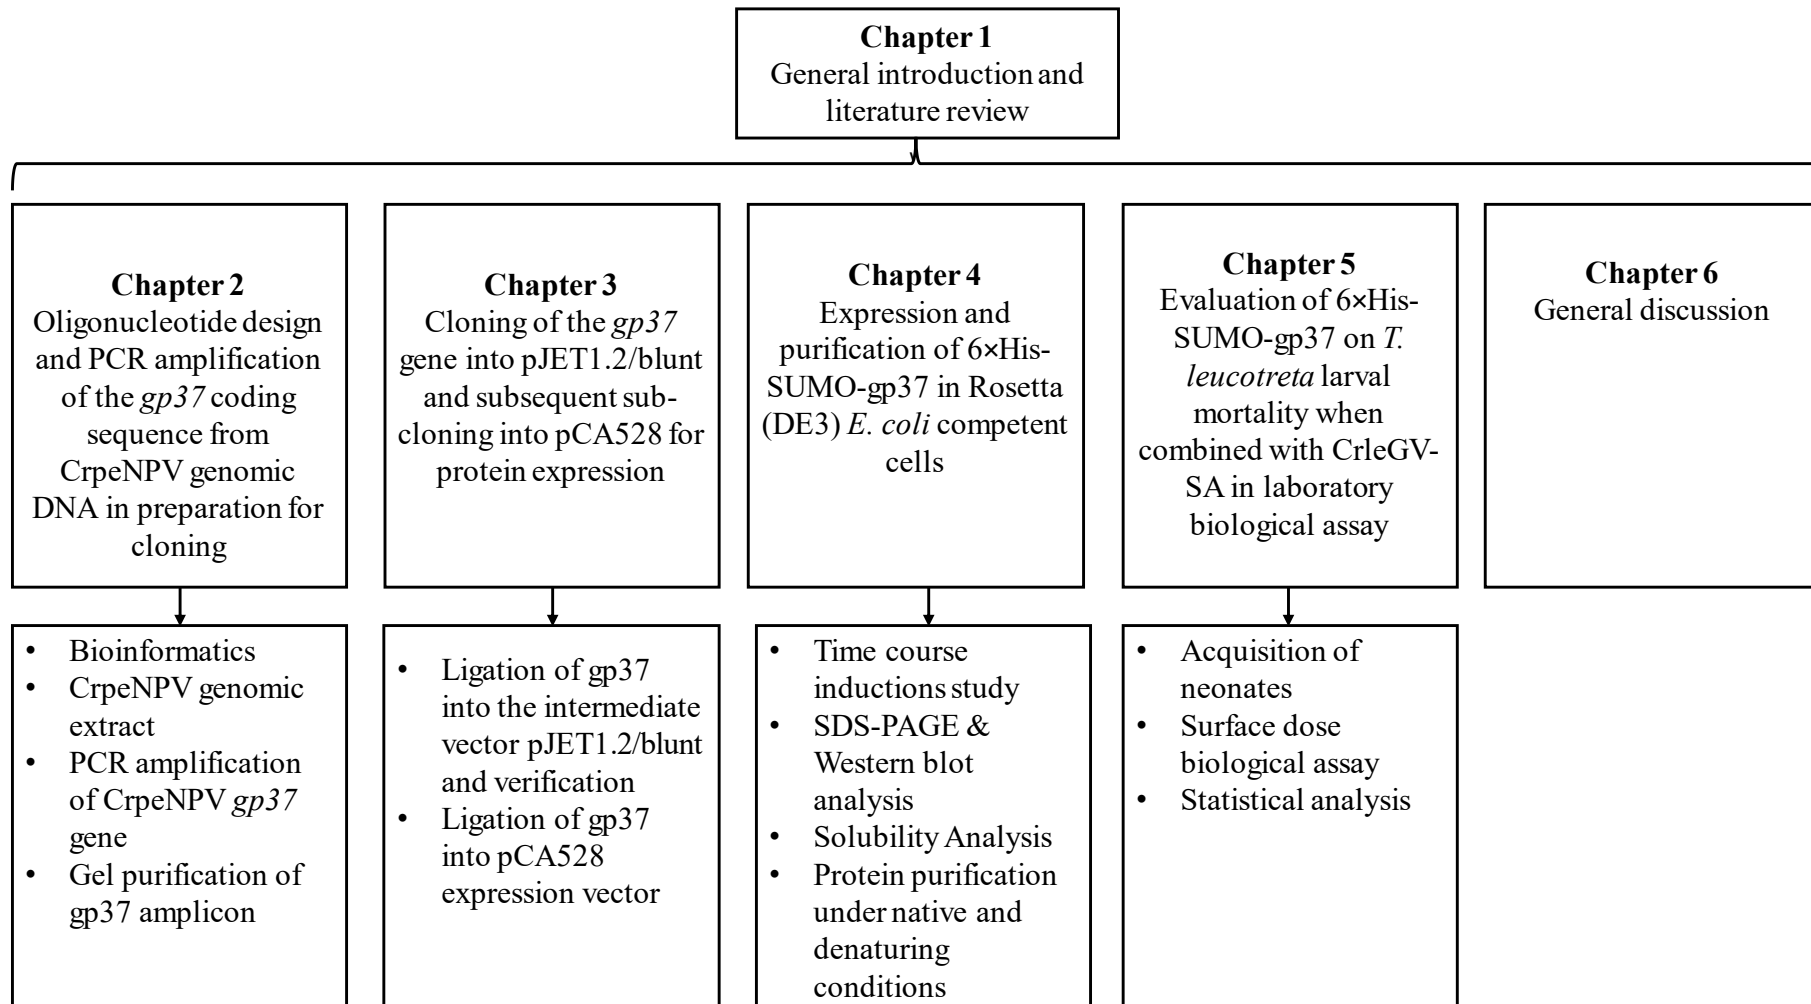 Chapter 1
General introduction and
literature review
Chapter 2
Oligonucleotide design
and PCR amplification
of the gp37 coding
sequence from
CrpeNPV genomic
DNA in preparation for
cloning
Chapter 3
Cloning of the gp37
gene into pJET1.2/blunt
and subsequent sub-
cloning into pCA528 for
protein expression
Chapter 4
Expression and
purification of 6×His-
SUMO-gp37 in Rosetta
(DE3) E. coli competent
cells
Chapter 5
Evaluation of 6×His-
SUMO-gp37 on T.
leucotreta larval
mortality when
combined with CrleGV-
SA in laboratory
biological assay
Chapter 6
General discussion
• Bioinformatics
• CrpeNPV genomic
extract
• PCR amplification
of CrpeNPV gp37
gene
• Gel purification of
gp37 amplicon
• Ligation of gp37
into the intermediate
vector pJET1.2/blunt
and verification
• Ligation of gp37
into pCA528
expression vector
• Time course
inductions study
• SDS-PAGE &
Western blot
analysis
• Solubility Analysis
• Protein purification
under native and
denaturing
conditions
• Acquisition of
neonates
• Surface dose
biological assay
• Statistical analysis